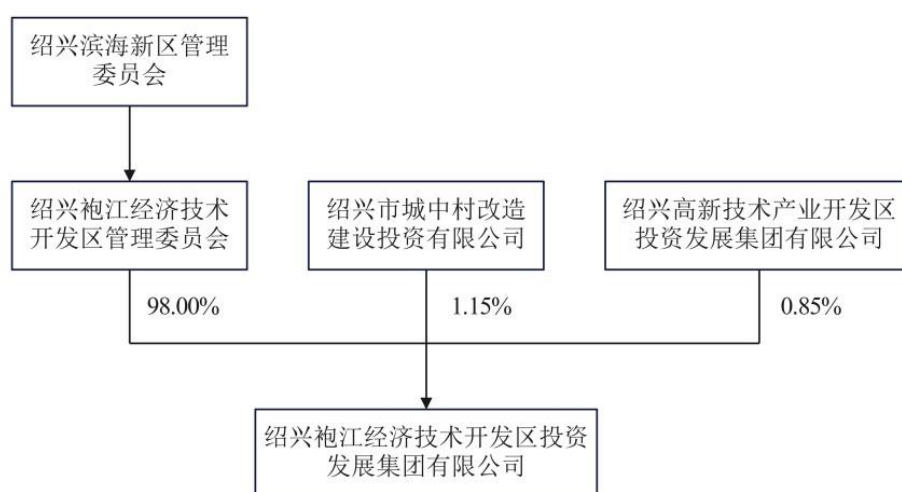 绍兴滨海新区管理
委员会
绍兴袍江经济技术
开发区管理委员会
绍兴市城中村改造
建设投资有限公司
绍兴高新技术产业开发区
投资发展集团有限公司
98.00%
1.15%
0.85%
绍兴袍江经济技术开发区投资
发展集团有限公司